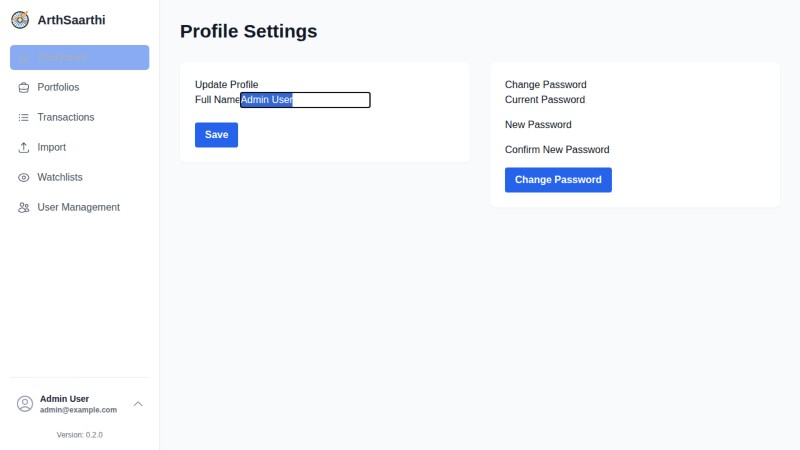 ArthSaarthi
Portfolios
Transactions
Import
Watchlists
User Management
Admin User
admin@example.com
Version: 0.2.0
Profile Settings
Update Profile
Full Name Admin User
Save
Change Password
Current Password
New Password
Confirm New Password
Change Password